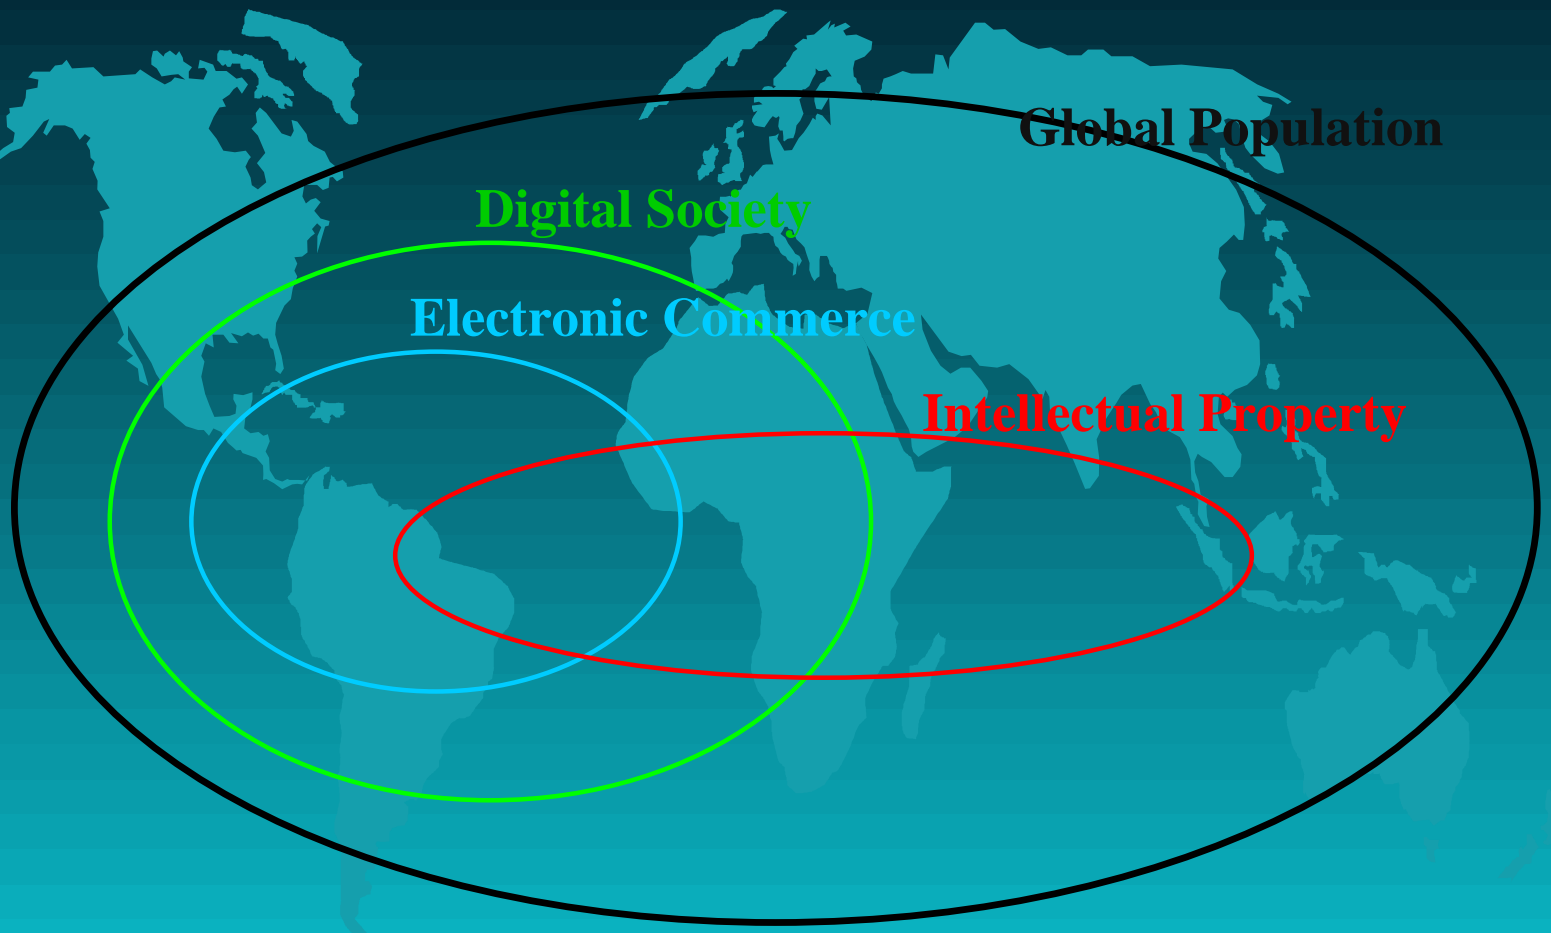 Global Population
Digital Society
Electronic Commerce
Intellectual Property